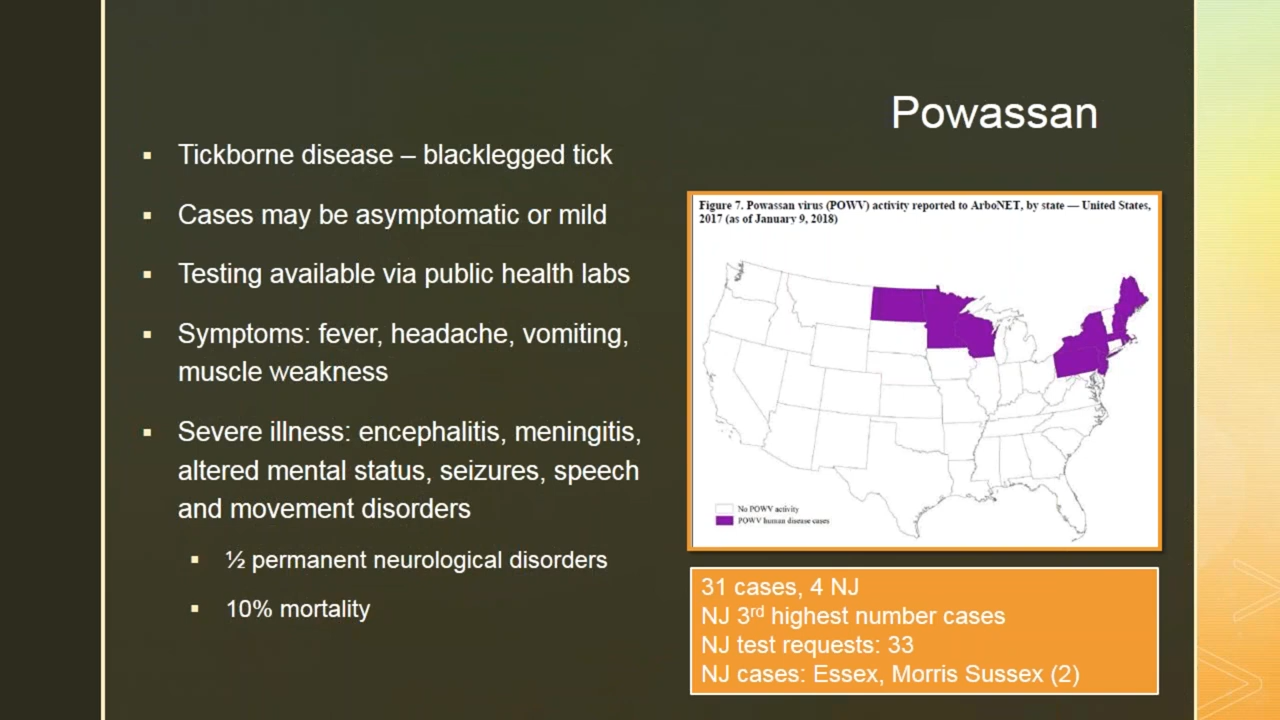 Powassan
▪ Tickborne disease – blacklegged tick
▪ Cases may be asymptomatic or mild
▪ Testing available via public health labs
▪ Symptoms: fever, headache, vomiting,
muscle weakness
▪ Severe illness: encephalitis, meningitis,
altered mental status, seizures, speech
and movement disorders
▪ ½ permanent neurological disorders
▪ 10% mortality
Figure 7. Powassan virus (POWV) activity reported to ArboNET, by state — United States,
2017 (as of January 9, 2018)
No POWV activity
POWV human disease cases
31 cases, 4 NJ
NJ 3rd highest number cases
NJ test requests: 33
NJ cases: Essex, Morris Sussex (2)